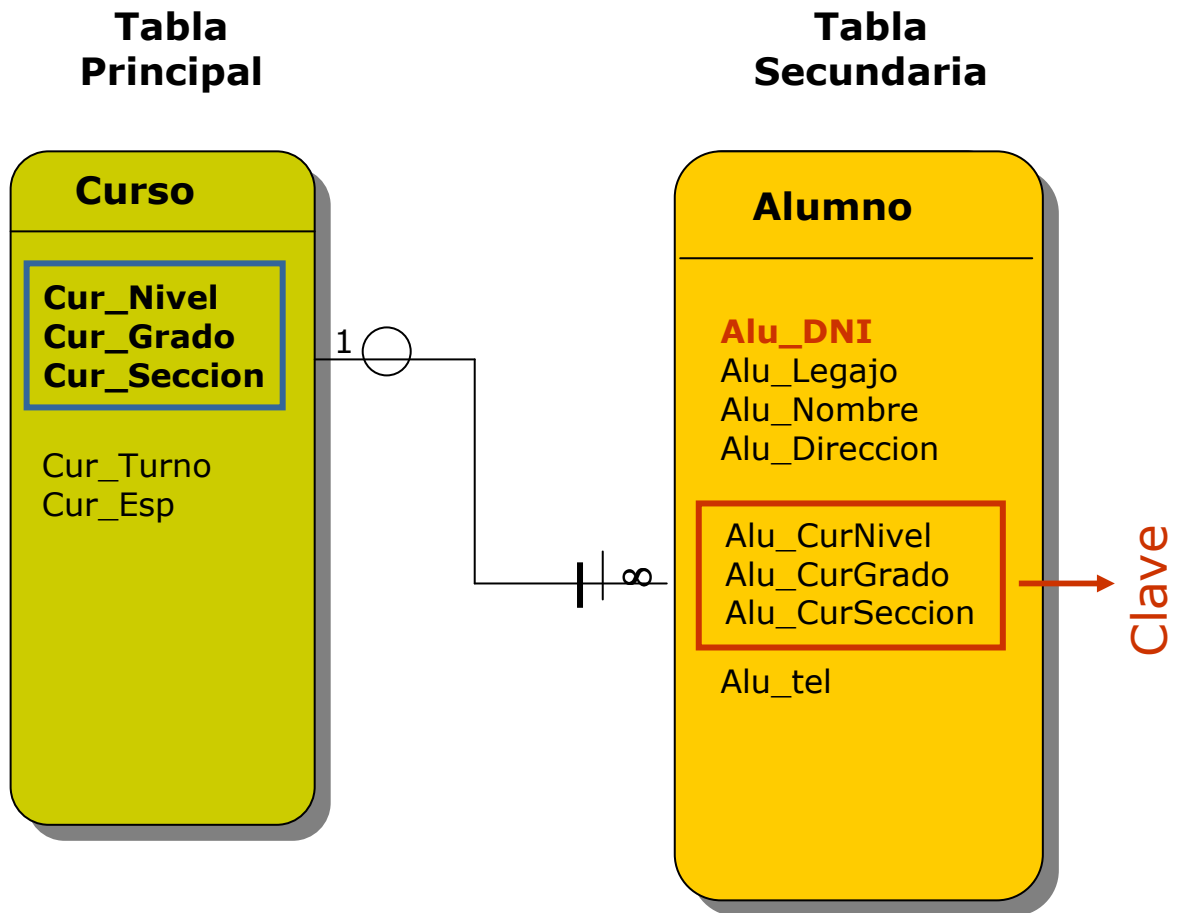 Tabla
Principal
Tabla
Secundaria
Curso
Cur_Nivel
Cur_Grado
Cur_Seccion
Cur_Turno
Cur_Esp
1
∞
Alumno
Alu_DNI
Alu_Legajo
Alu_Nombre
Alu_Direccion
Alu_CurNivel
Alu_CurGrado
Alu_CurSeccion
Alu_tel
Clave